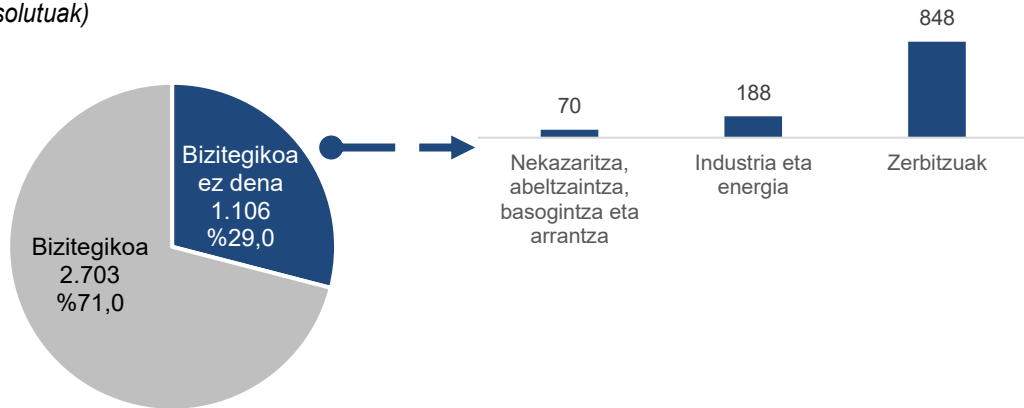 solutuak)
Bizitegikoa
ez dena
1.106
%29,0
Bizitegikoa
2.703
%71,0
70
188
848
Nekazaritza,
abeltzaintza,
basogintza eta
arrantza
Industria eta
energia
Zerbitzuak